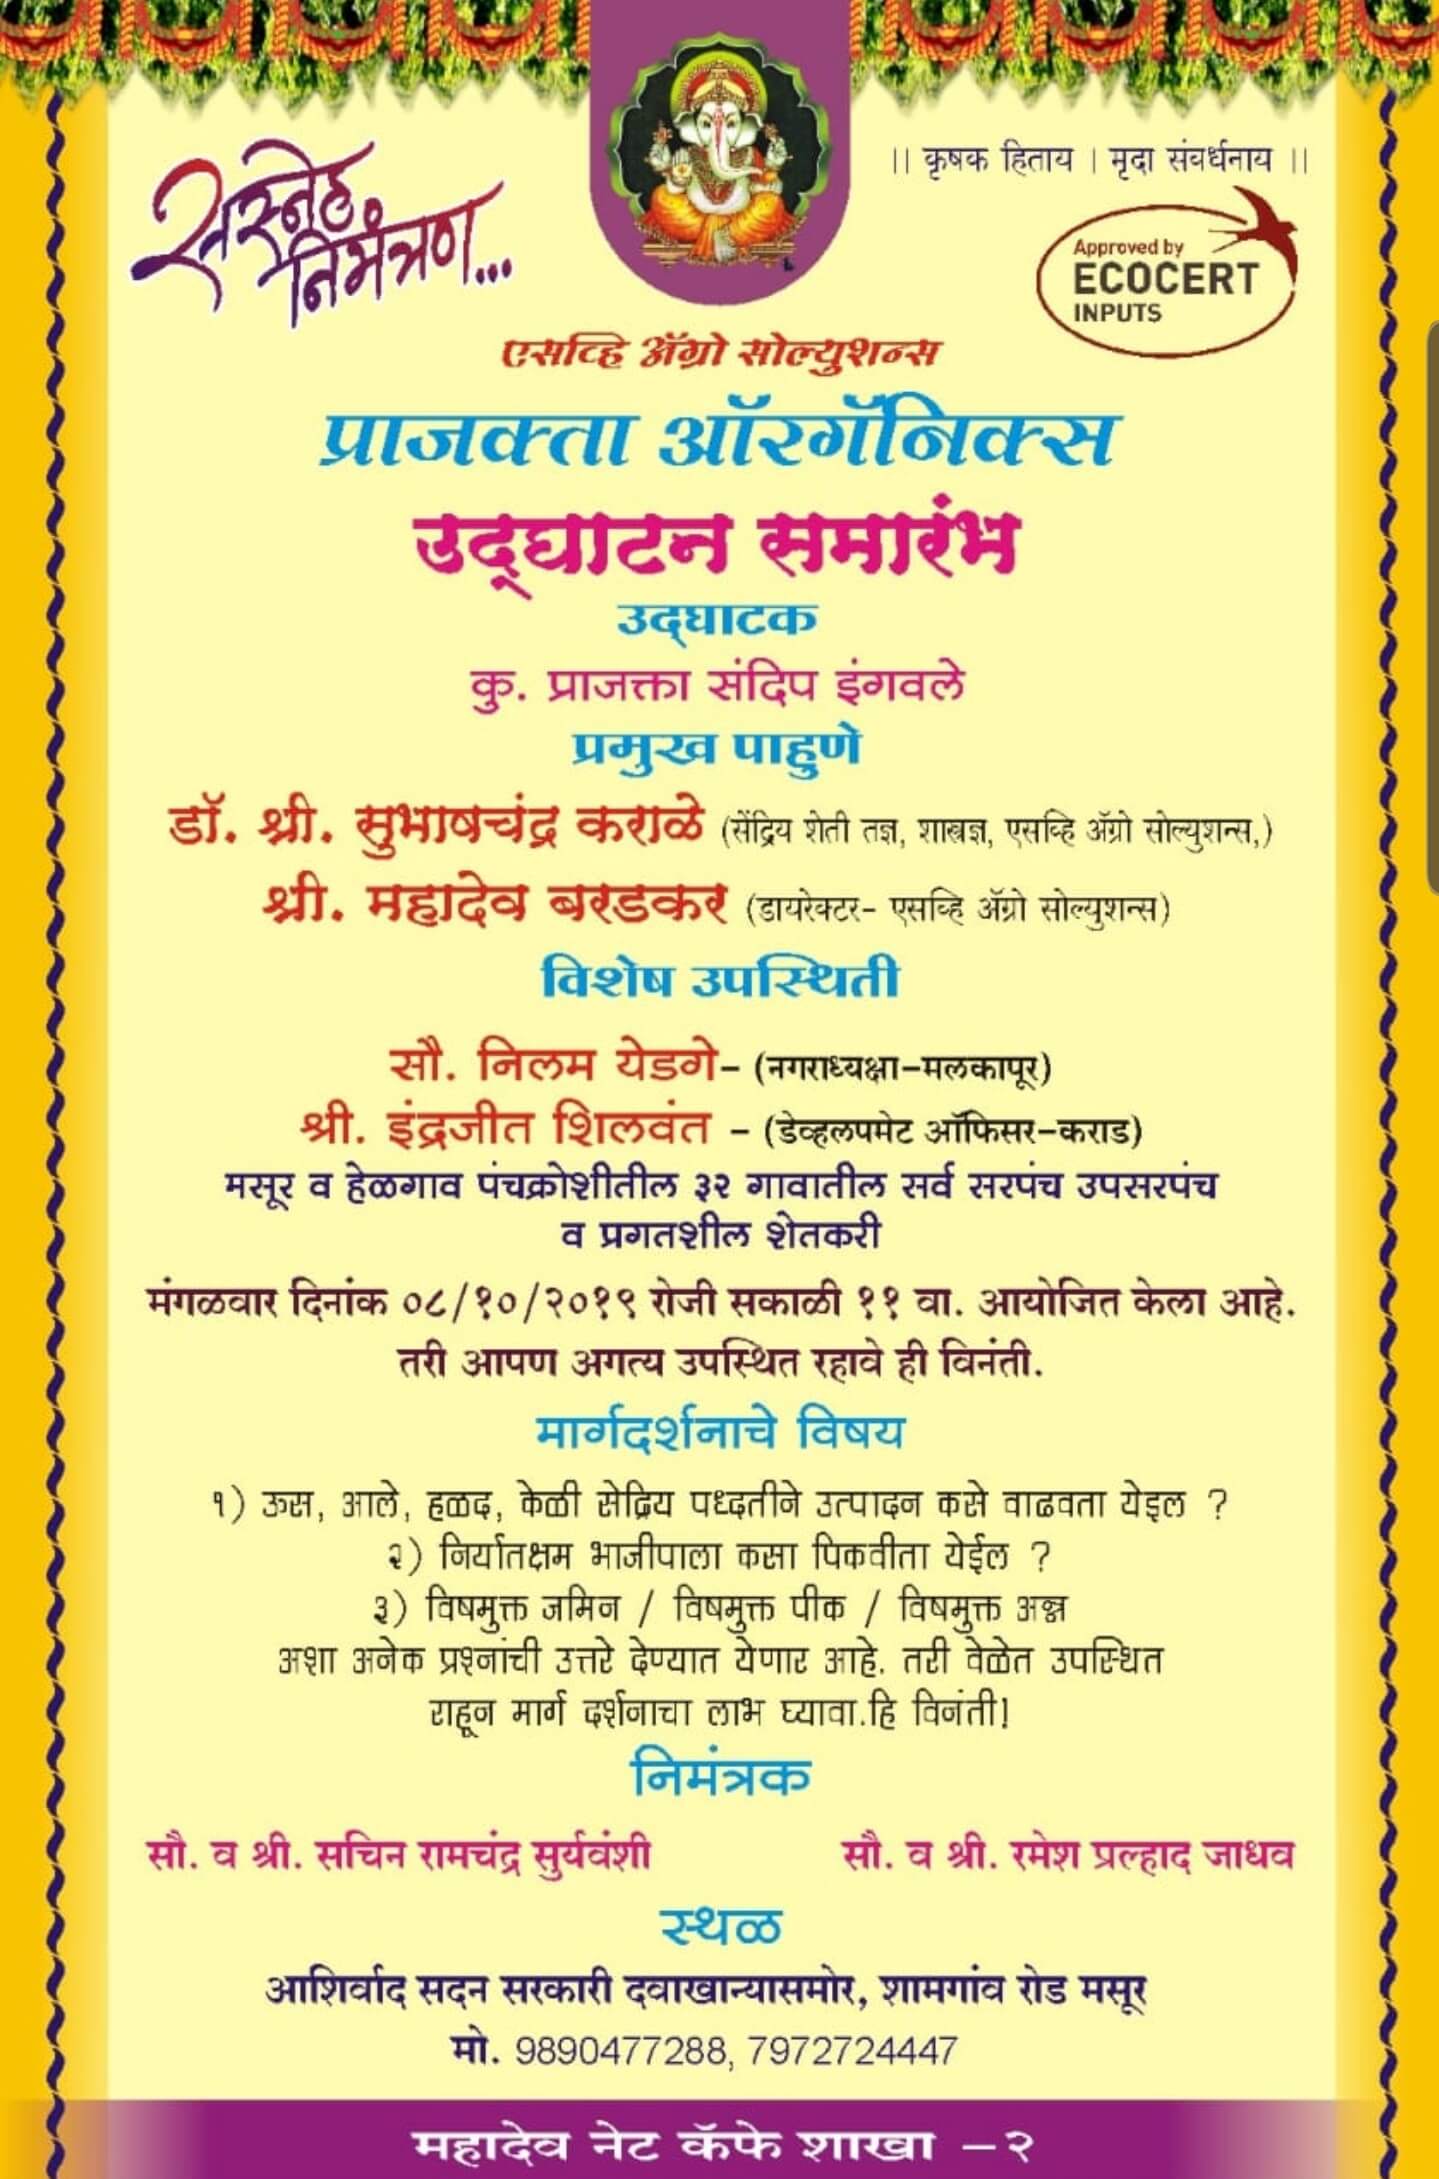 सस्नेह
निमंत्रण...
|| कृषक हिताय | मृदा संवर्धनाय ||
Approved by
ECOCERT
INPUTS
एसव्हि ॲग्रो सोल्युशन्स
प्राजक्ता ऑरगॅनिक्स
उद्‌घाटन समारंभ
उद्‌घाटक
कु. प्राजक्ता संदिप इंगवले
प्रमुख पाहुणे
डॉ. श्री. सुभाषचंद्र कराळे (सेंद्रिय शेती तज्ञ, शास्त्रज्ञ, एसव्हि ॲग्रो सोल्युशन्स,)
श्री. महादेव बरडकर (डायरेक्टर- एसव्हि ॲग्रो सोल्युशन्स)
विशेष उपस्थिती
सौ. निलम येडगे- (नगराध्यक्षा-मलकापूर)
श्री. इंद्रजीत शिलवंत - (डेव्हलपमेट ऑफिसर-कराड)
मसूर व हेळगाव पंचक्रोशीतील ३२ गावातील सर्व सरपंच उपसरपंच
व प्रगतशील शेतकरी
मंगळवार दिनांक ०८/१०/२०१९ रोजी सकाळी ११ वा. आयोजित केला आहे.
तरी आपण अगत्य उपस्थित रहावे ही विनंती.
मार्गदर्शनाचे विषय
१) ऊस, आले, हळद, केळी सेद्रिय पध्दतीने उत्पादन कसे वाढवता येइल ?
२) निर्यातक्षम भाजीपाला कसा पिकवीता येईल ?
३) विषमुक्त जमिन / विषमुक्त पीक / विषमुक्त अन्न
अशा अनेक प्रश्नांची उत्तरे देण्यात येणार आहे. तरी वेळेत उपस्थित
राहून मार्ग दर्शनाचा लाभ घ्यावा.हि विनंती!
निमंत्रक
सौ. व श्री. सचिन रामचंद्र सुर्यवंशी सौ. व श्री. रमेश प्रल्हाद जाधव
स्थळ
आशिर्वाद सदन सरकारी दवाखान्यासमोर, शामगांव रोड मसूर
मो. 9890477288, 7972724447
महादेव नेट कॅफे शाखा -२